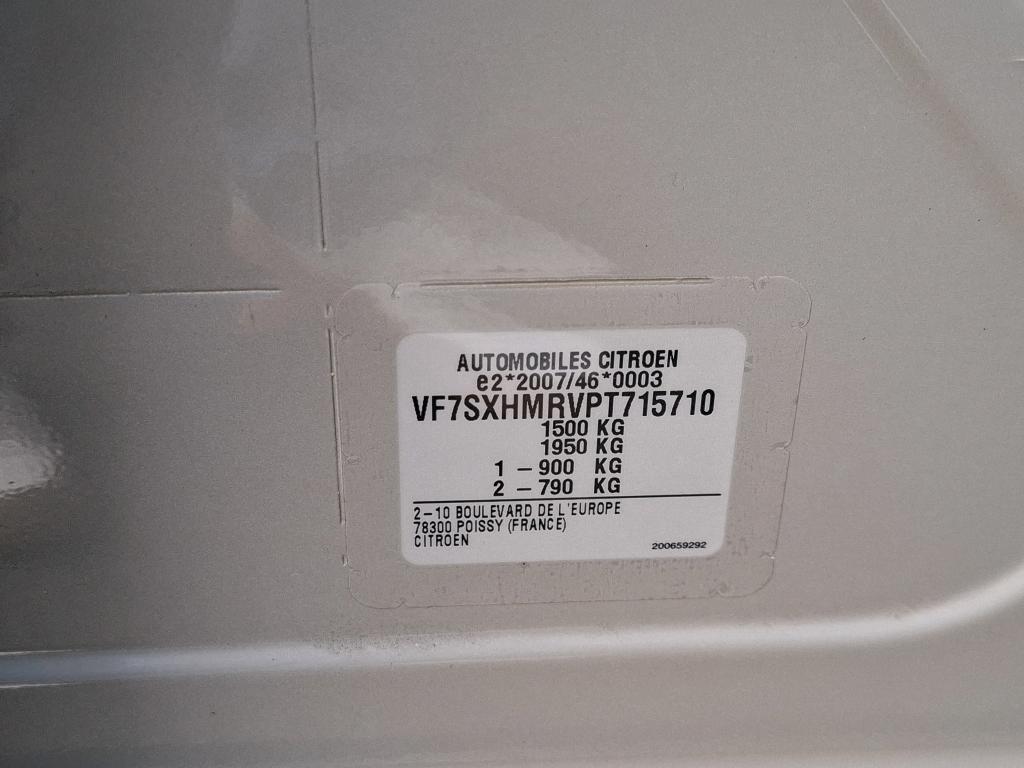 AUTOMOBILES CITROEN
e2*2007/46*0003
VF7SXHMRVPT715710
1500 KG
1950 KG
1 – 900 KG
2 – 790 KG
2–10 BOULEVARD DE L'EUROPE
78300 POISSY (FRANCE)
CITROEN
200659292